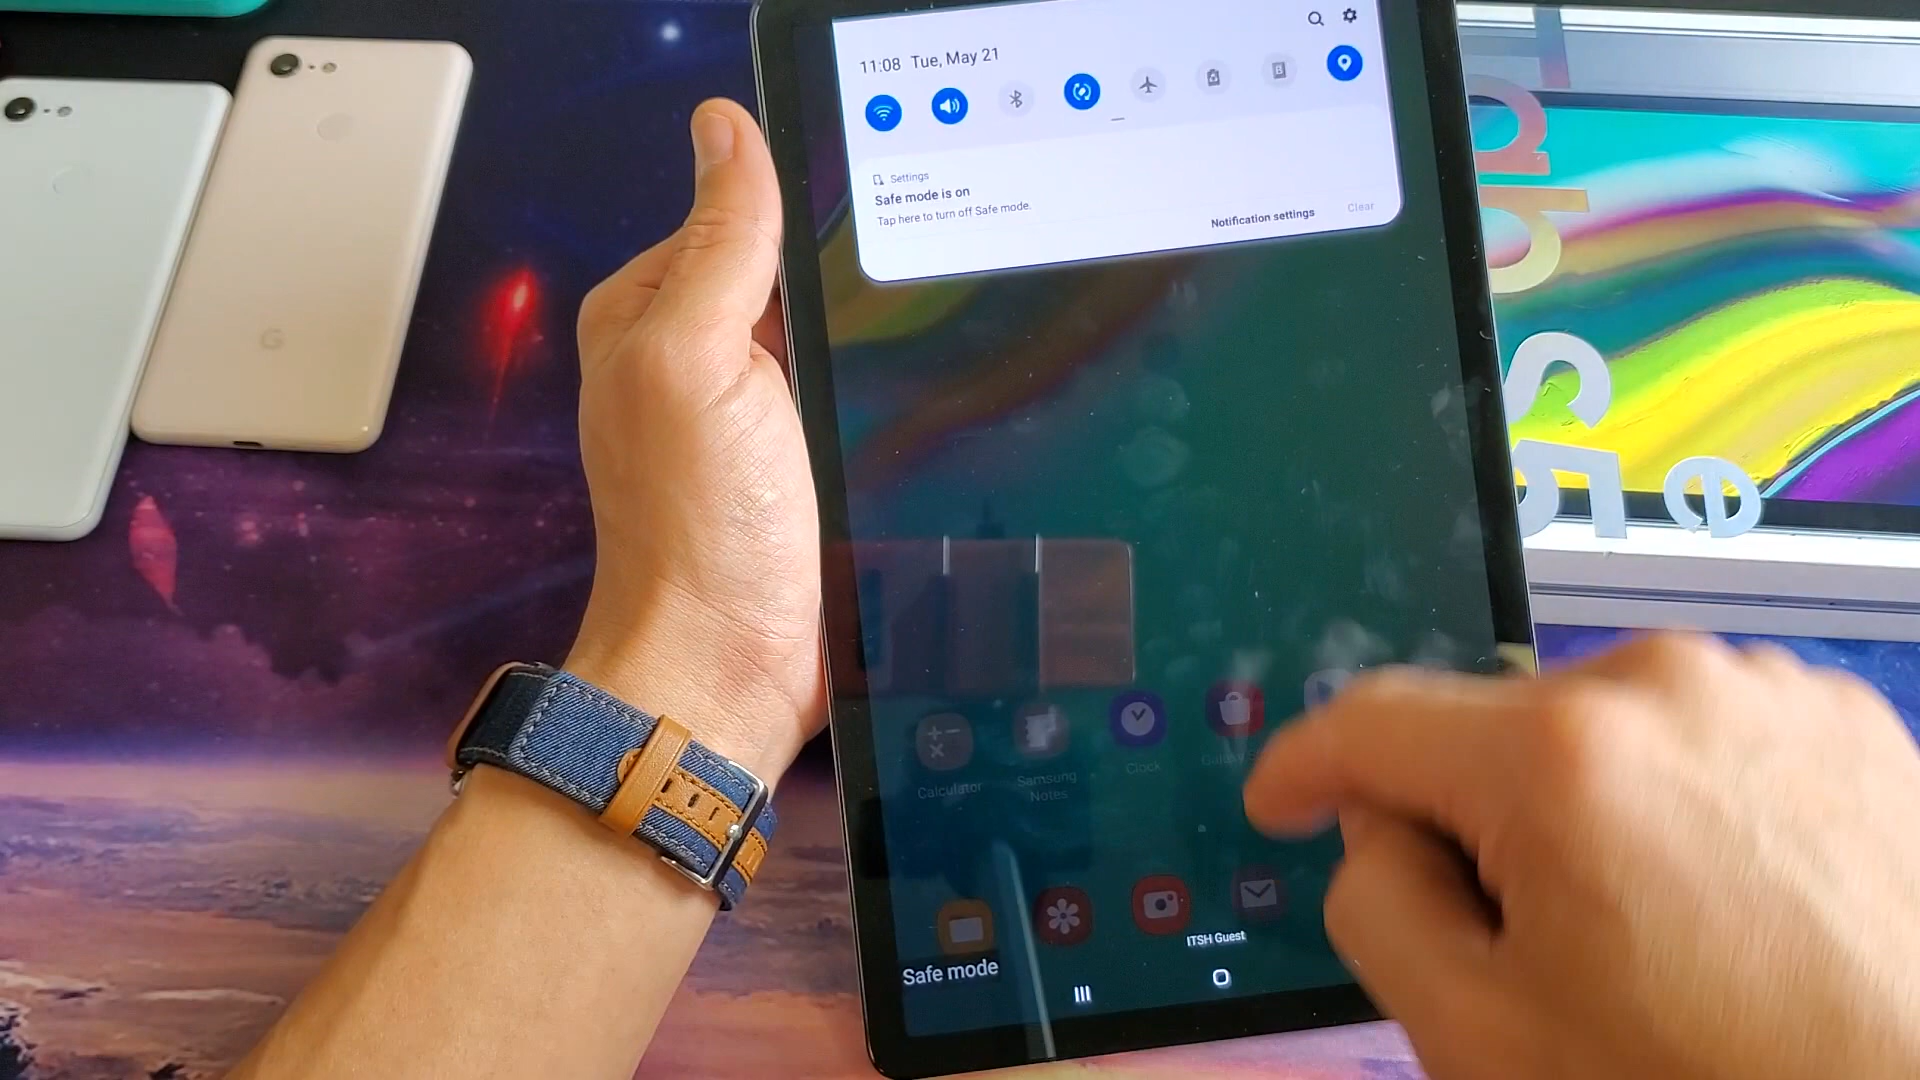 11:08 Tue, May 21
Settings
Safe mode is on
Tap here to turn off Safe mode.
Notification settings
Clear
Calculator
Samsung
Notes
Clock
ITSH Guest
Safe mode
G